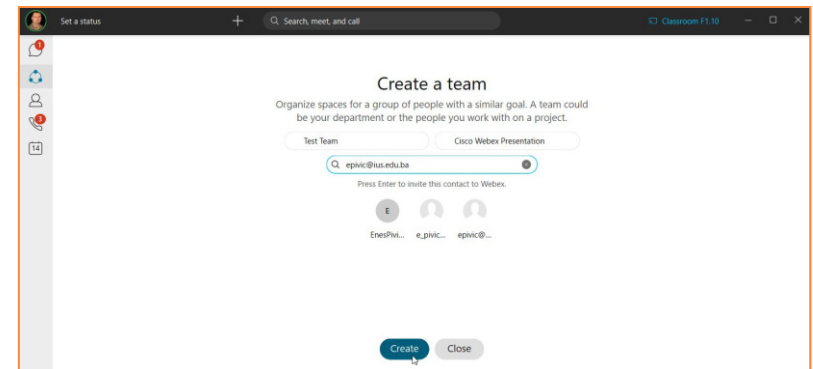 Set a status
Search, meet, and call
Classroom F1.10
1
3
14
Create a team
Organize spaces for a group of people with a similar goal. A team could
be your department or the people you work with on a project.
Test Team
Cisco Webex Presentation
epivic@ius.edu.ba
Press Enter to invite this contact to Webex.
E
EnesPivi... e_pivic... epivic@...
Create
Close